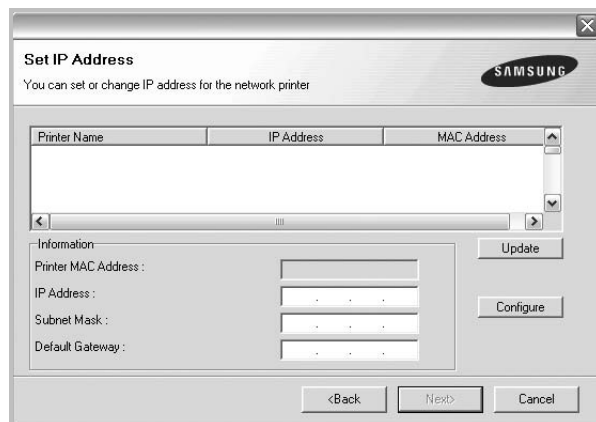 Set IP Address
You can set or change IP address for the network printer
SAMSUNG
Printer Name IP Address MAC Address
Information
Printer MAC Address :
IP Address :
Subnet Mask :
Default Gateway :
Update
Configure
<Back Next> Cancel